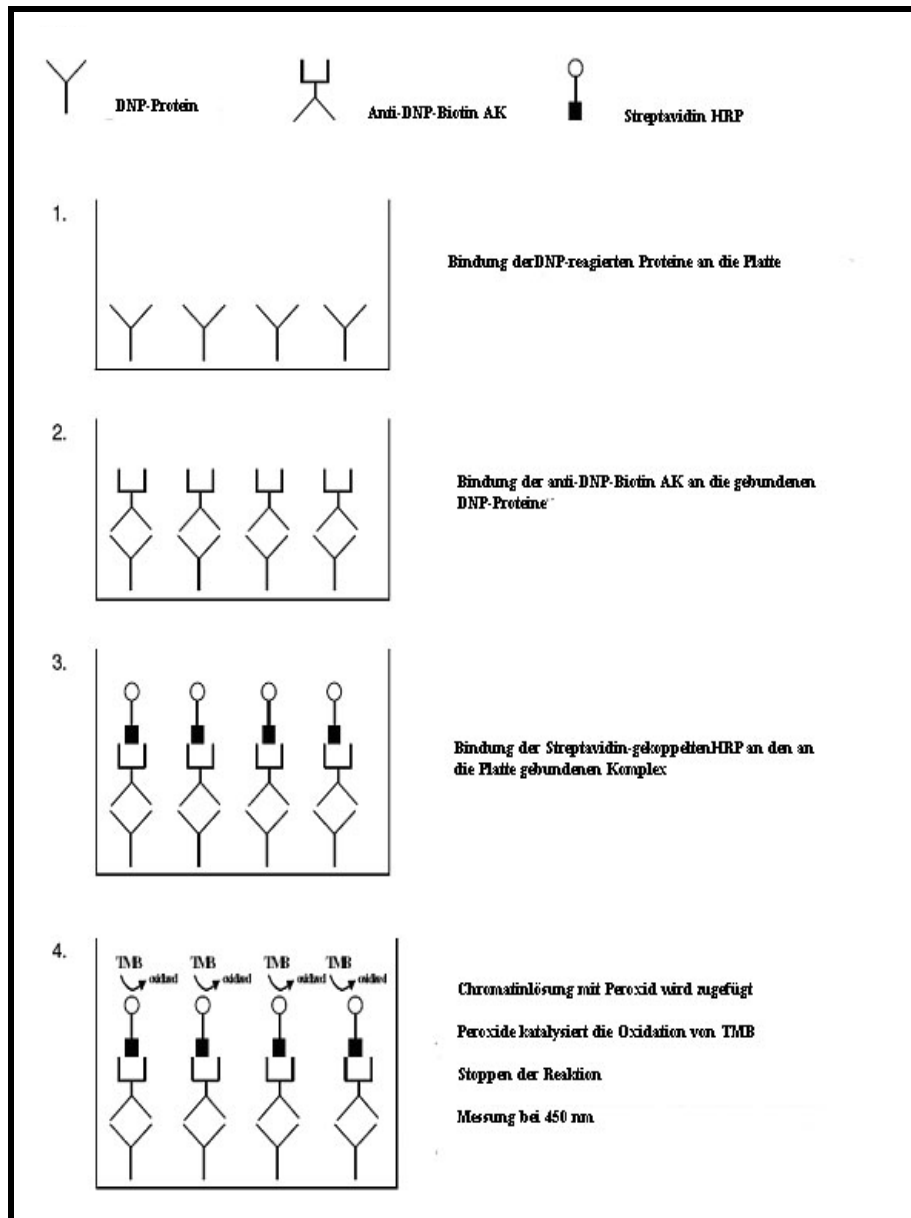 DNP-Protein
Anti-DNP-Biotin AK
Streptavidin HRP
1.
Bindung derDNP-reagierten Proteine an die Platte
2.
Bindung der anti-DNP-Biotin AK an die gebundenen
DNP-Proteine
3.
Bindung der Streptavidin-gekoppeltenHRP an den an
die Platte gebundenen Komplex
4.
TMB TMB TMB TMB
oxidized oxidized oxidized oxidized
Chromatinlösung mit Peroxid wird zugefügt
Peroxide katalysiert die Oxidation von TMB
Stoppen der Reaktion
Messung bei 450 nm